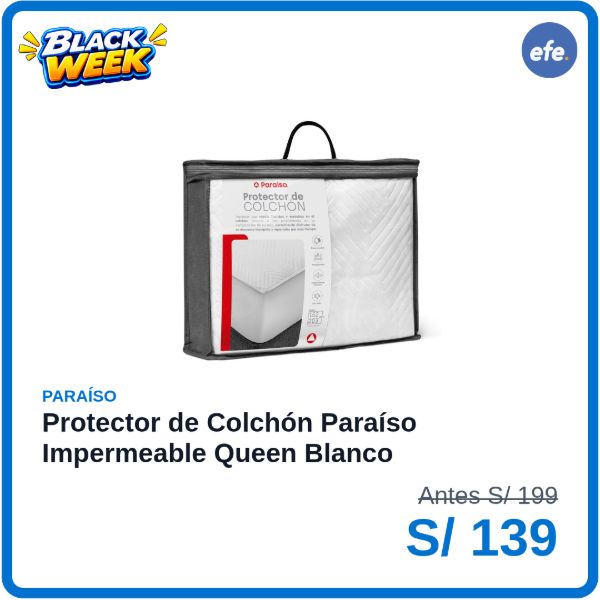 BLACK
WEEK
efe.
Paraíso
Protector de
COLCHÓN
PARAÍSO
Protector de Colchón Paraíso
Impermeable Queen Blanco
Antes S/ 199
S/ 139